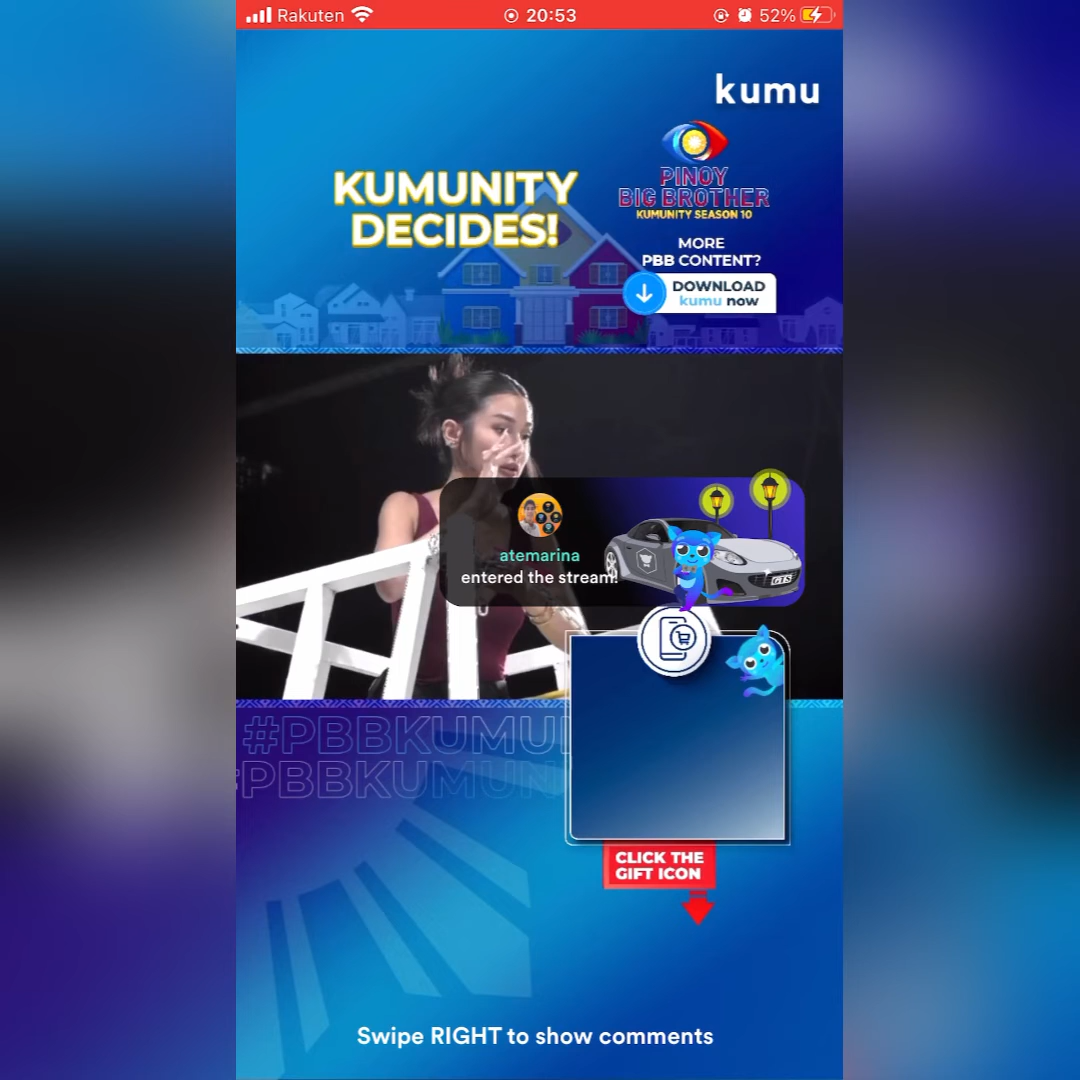 Rakuten
20:53
52%
kumu
KUMUNITY
DECIDES!
PINOY
BIG BROTHER
KUMUNITY SEASON 10
MORE
PBB CONTENT?
DOWNLOAD
kumu now
atemarina
entered the stream!
GTS
#PBBKUMUN
#PBBKUMUN
CLICK THE
GIFT ICON
Swipe RIGHT to show comments